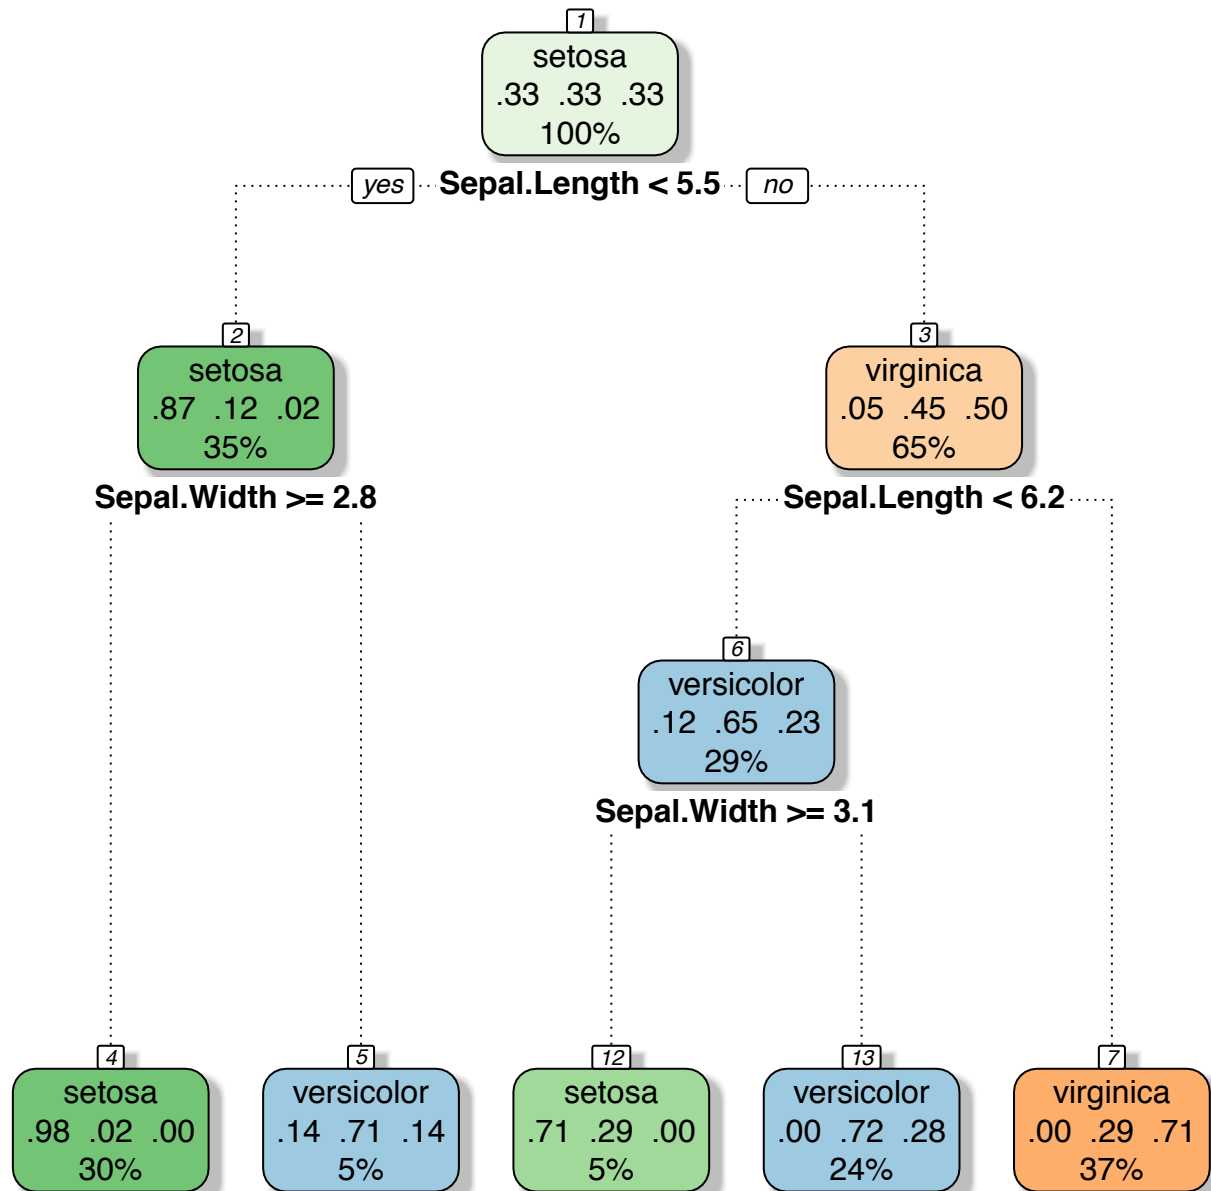 1
setosa
.33 .33 .33
100%
yes Sepal.Length < 5.5 no
2
setosa
.87 .12 .02
35%
Sepal.Width >= 2.8
3
virginica
.05 .45 .50
65%
Sepal.Length < 6.2
6
versicolor
.12 .65 .23
29%
Sepal.Width >= 3.1
4
setosa
.98 .02 .00
30%
5
versicolor
.14 .71 .14
5%
12
setosa
.71 .29 .00
5%
13
versicolor
.00 .72 .28
24%
7
virginica
.00 .29 .71
37%